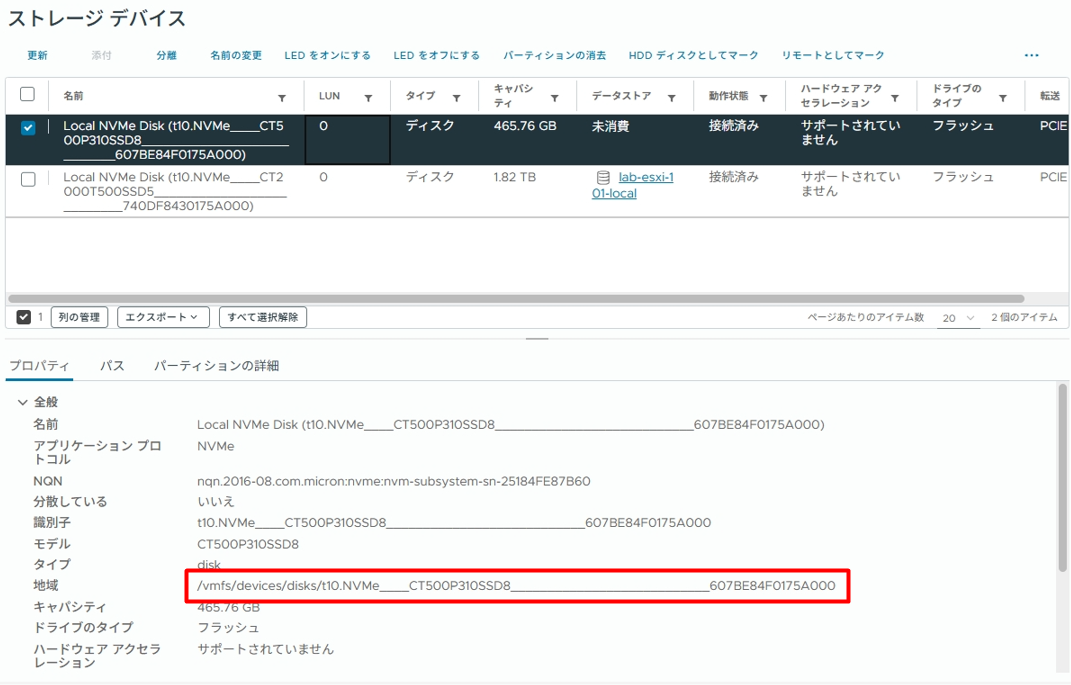 ストレージ デバイス
更新 添付 分離 名前の変更 LED をオンにする LED をオフにする パーティションの消去 HDD ディスクとしてマーク リモートとしてマーク ...
名前 LUN タイプ キャパシ
ティ データストア 動作状態 ハードウェア アク
セラレーション ドライブの
タイプ 転送
Local NVMe Disk (t10.NVMe____CT5 0 ディスク 465.76 GB 未消費 接続済み サポートされてい フラッシュ PCIE
00P310SSD8____________________ ません
_______607BE84F0175A000)
Local NVMe Disk (t10.NVMe____CT2 0 ディスク 1.82 TB lab-esxi-1 接続済み サポートされてい フラッシュ PCIE
000T500SSD5__________________ 01-local ません
________740DF8430175A000)
1 列の管理 エクスポート すべて選択解除 ページあたりのアイテム数 20 2 個のアイテム
プロパティ パス パーティションの詳細
全般
名前 Local NVMe Disk (t10.NVMe____CT500P310SSD8___________________________607BE84F0175A000)
アプリケーション プロ NVMe
トコル
NQN nqn.2016-08.com.micron:nvme:nvm-subsystem-sn-25184FE87B60
分散している いいえ
識別子 t10.NVMe____CT500P310SSD8___________________________607BE84F0175A000
モデル CT500P310SSD8
タイプ disk
地域 /vmfs/devices/disks/t10.NVMe____CT500P310SSD8___________________________607BE84F0175A000
キャパシティ 465.76 GB
ドライブのタイプ フラッシュ
ハードウェア アクセラ サポートされていません
レーション